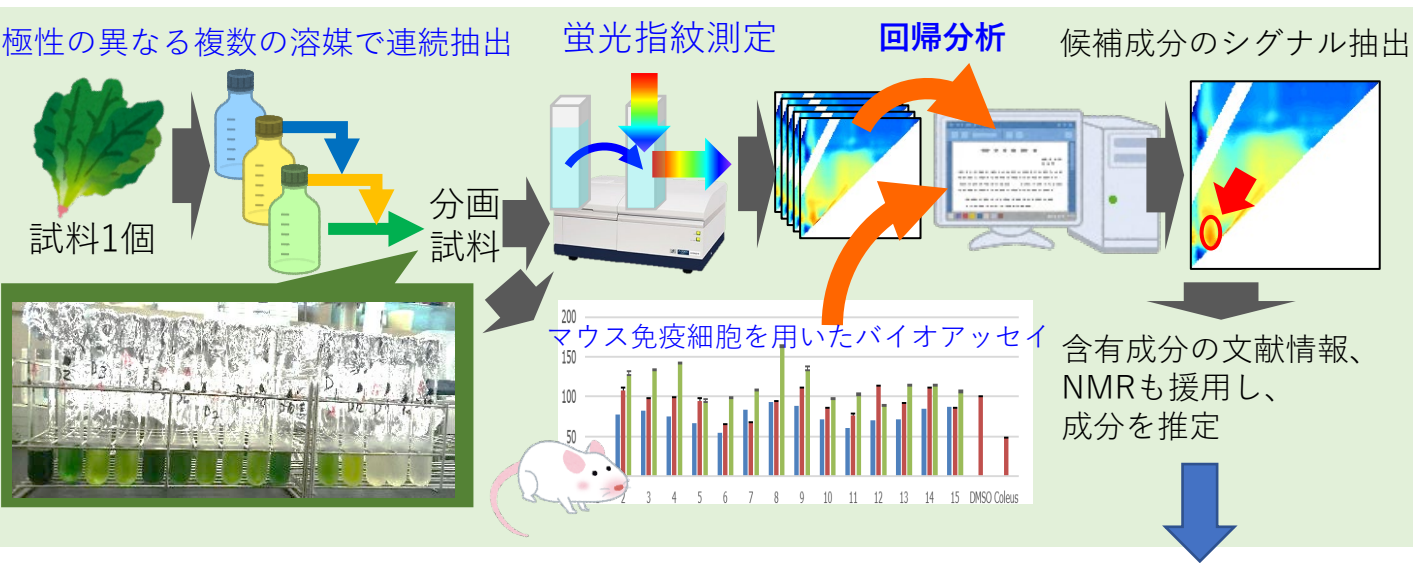 極性の異なる複数の溶媒で連続抽出
蛍光指紋測定
回帰分析
候補成分のシグナル抽出
試料1個
分画
試料
マウス免疫細胞を用いたバイオアッセイ
200
150
100
50
2 3 4 5 6 7 8 9 10 11 12 13 14 15 DMSO Coleus
含有成分の文献情報、
NMRも援用し、
成分を推定